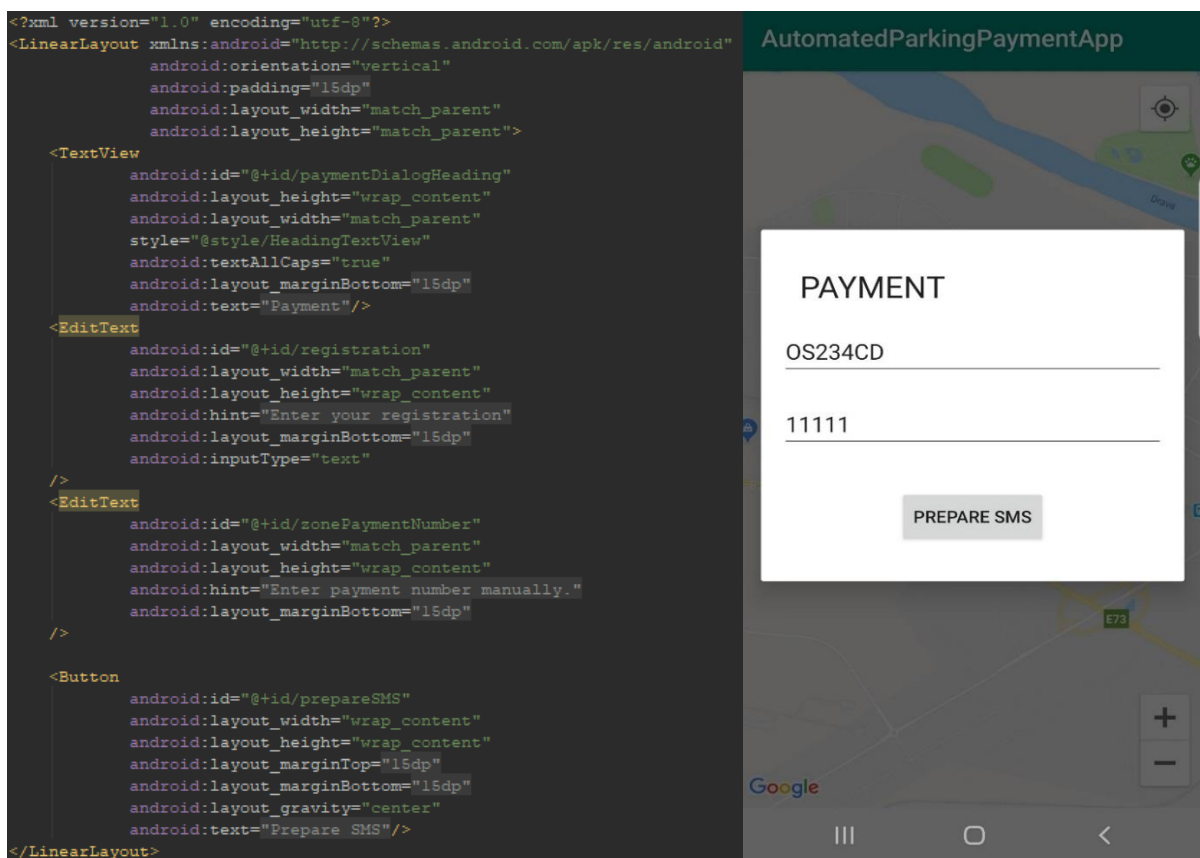 <?xml version="1.0" encoding="utf-8"?>
<LinearLayout xmlns:android="http://schemas.android.com/apk/res/android"
android:orientation="vertical"
android:padding="15dp"
android:layout_width="match_parent"
android:layout_height="match_parent">
<TextView
android:id="@+id/paymentDialogHeading"
android:layout_height="wrap_content"
android:layout_width="match_parent"
style="@style/HeadingTextView"
android:textAllCaps="true"
android:layout_marginBottom="15dp"
android:text="Payment"/>
<EditText
android:id="@+id/registration"
android:layout_width="match_parent"
android:layout_height="wrap_content"
android:hint="Enter your registration"
android:layout_marginBottom="15dp"
android:inputType="text"
/>
<EditText
android:id="@+id/zonePaymentNumber"
android:layout_width="match_parent"
android:layout_height="wrap_content"
android:hint="Enter payment number manually."
android:layout_marginBottom="15dp"
/>
<Button
android:id="@+id/prepareSMS"
android:layout_width="wrap_content"
android:layout_height="wrap_content"
android:layout_marginTop="15dp"
android:layout_marginBottom="15dp"
android:layout_gravity="center"
android:text="Prepare SMS"/>
</LinearLayout>
AutomatedParkingPaymentApp
Drava
PAYMENT
OS234CD
11111
PREPARE SMS
E73
+
−
Google